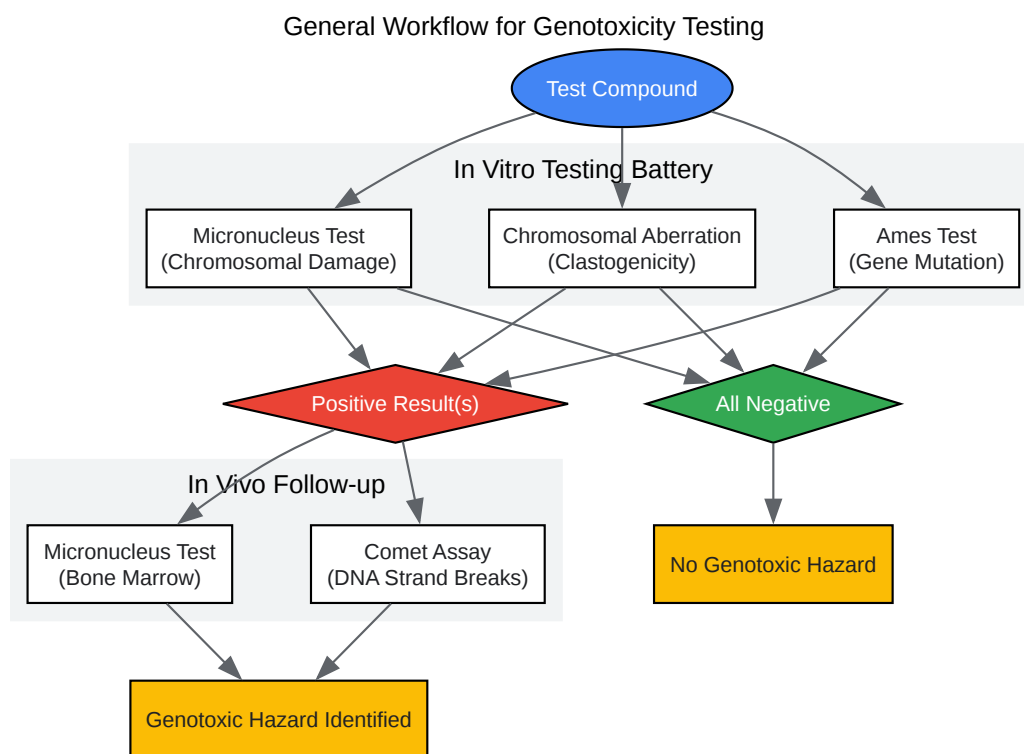 General Workflow for Genotoxicity Testing
Test Compound
In Vitro Testing Battery
Micronucleus Test
(Chromosomal Damage)
Chromosomal Aberration
(Clastogenicity)
Ames Test
(Gene Mutation)
Positive Result(s)
All Negative
In Vivo Follow-up
Micronucleus Test
(Bone Marrow)
Comet Assay
(DNA Strand Breaks)
No Genotoxic Hazard
Genotoxic Hazard Identified